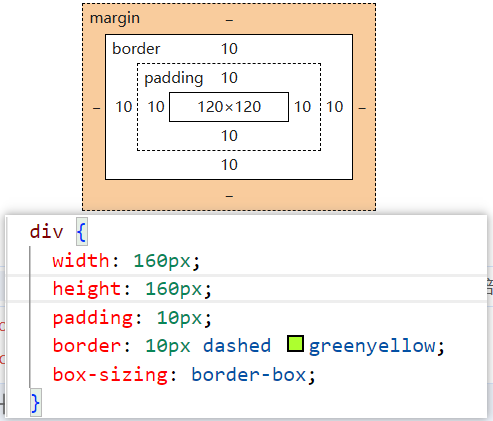 margin –
border 10
padding 10
– 10 10 120×120 10 10 –
10
10
–
div {
width: 160px;
height: 160px;
padding: 10px;
border: 10px dashed greenyellow;
box-sizing: border-box;
}